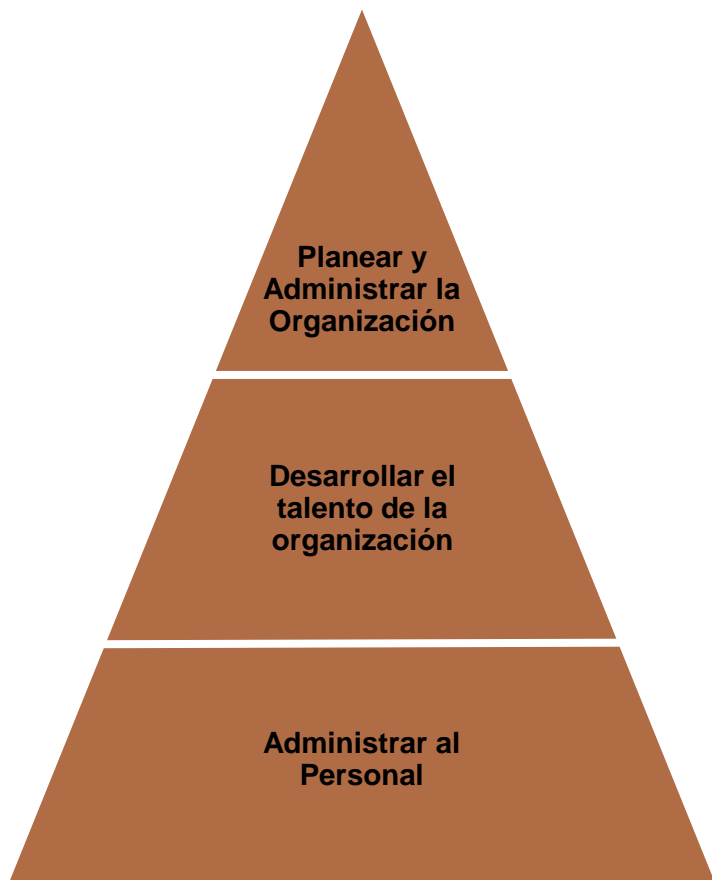 Planear y
Administrar la
Organización
Desarrollar el
talento de la
organización
Administrar al
Personal